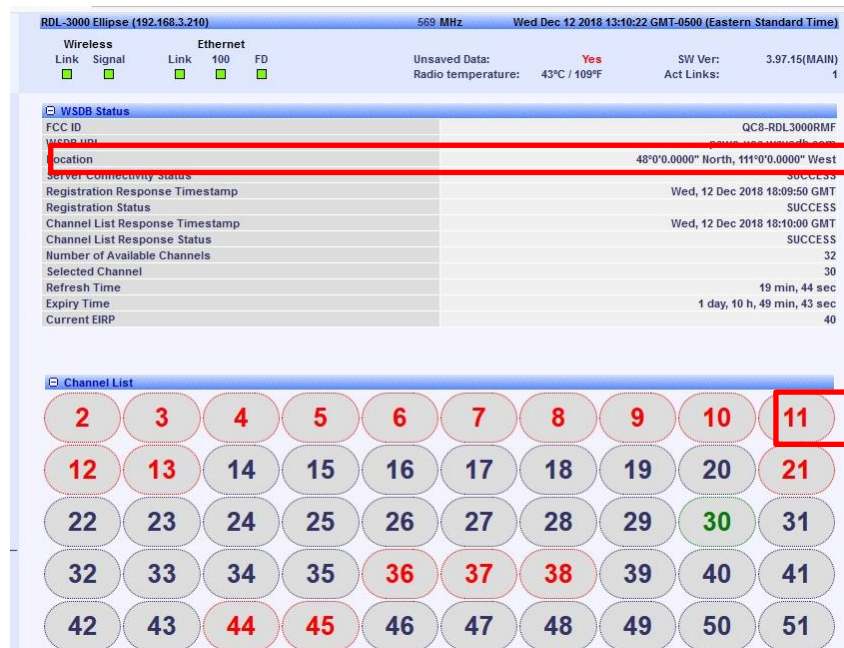 RDL-3000 Ellipse (192.168.3.210) 569 MHz Wed Dec 12 2018 13:10:22 GMT-0500 (Eastern Standard Time)
Wireless Ethernet
Link Signal Link 100 FD Unsaved Data: Yes SW Ver: 3.97.15(MAIN)
Radio temperature: 43°C / 109°F Act Links: 1
WSDB Status
FCC ID QC8-RDL3000RMF
WSDB URL
Location 48°0'0.0000" North, 111°0'0.0000" West
Server Connectivity Status SUCCESS
Registration Response Timestamp Wed, 12 Dec 2018 18:09:50 GMT
Registration Status SUCCESS
Channel List Response Timestamp Wed, 12 Dec 2018 18:10:00 GMT
Channel List Response Status SUCCESS
Number of Available Channels 32
Selected Channel 30
Refresh Time 19 min, 44 sec
Expiry Time 1 day, 10 h, 49 min, 43 sec
Current EIRP 40
Channel List
2 3 4 5 6 7 8 9 10 11
12 13 14 15 16 17 18 19 20 21
22 23 24 25 26 27 28 29 30 31
32 33 34 35 36 37 38 39 40 41
42 43 44 45 46 47 48 49 50 51